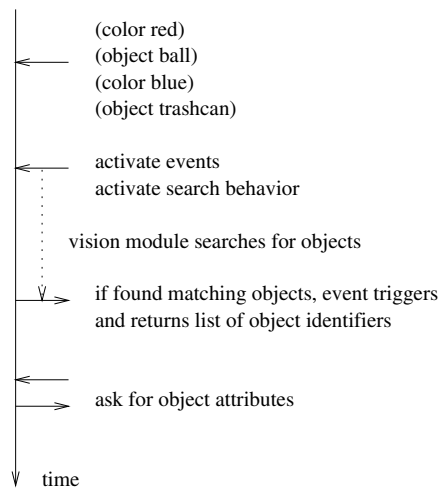 (color red)
(object ball)
(color blue)
(object trashcan)
activate events
activate search behavior
vision module searches for objects
if found matching objects, event triggers
and returns list of object identifiers
ask for object attributes
time